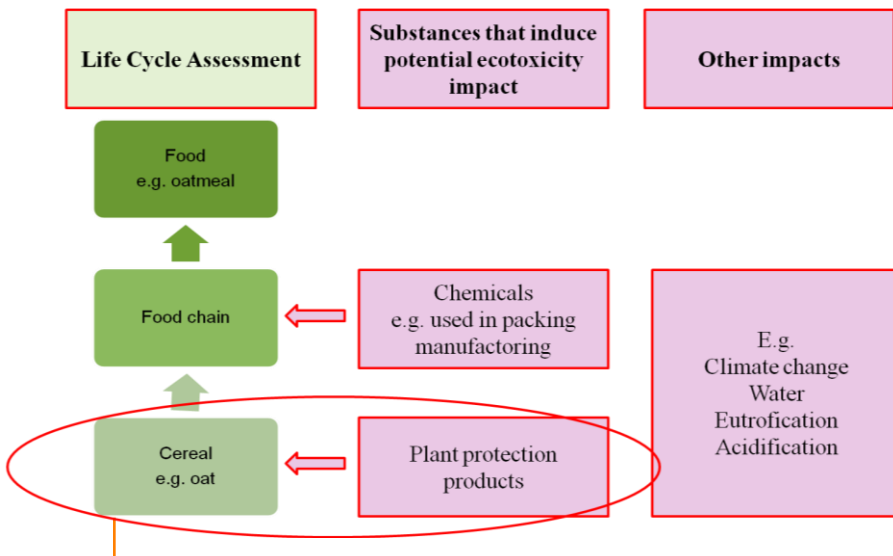 Life Cycle Assessment
Substances that induce
potential ecotoxicity
impact
Other impacts
Food
e.g. oatmeal
Food chain
Chemicals
e.g. used in packing
manufactoring
E.g.
Climate change
Water
Eutrofication
Acidification
Cereal
e.g. oat
Plant protection
products